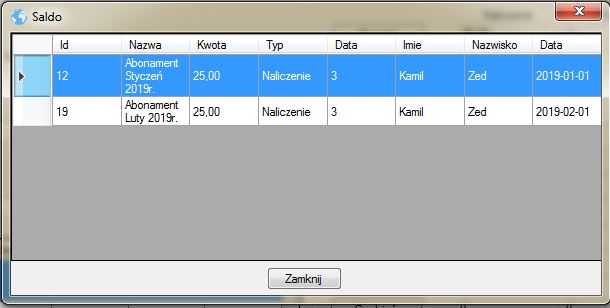 Saldo
Id Nazwa Kwota Typ Data Imie Nazwisko Data
12 Abonament Styczeń 2019r. 25,00 Naliczenie 3 Kamil Zed 2019-01-01
19 Abonament Luty 2019r. 25,00 Naliczenie 3 Kamil Zed 2019-02-01
Zamknij